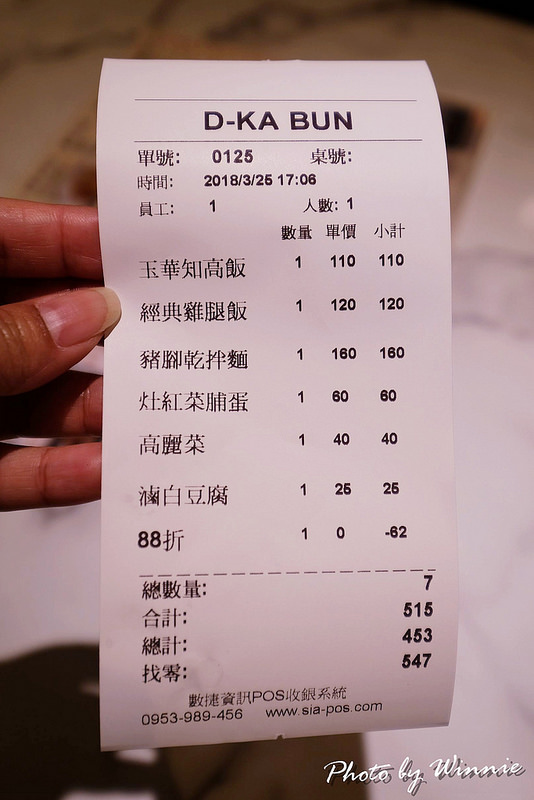 D-KA BUN
單號: 0125 桌號:
時間: 2018/3/25 17:06
員工: 1 人數: 1
數量 單價 小計
玉華知高飯 1 110 110
經典雞腿飯 1 120 120
豬腳乾拌麵 1 160 160
灶紅菜脯蛋 1 60 60
高麗菜 1 40 40
滷白豆腐 1 25 25
88折 1 0 -62
總數量: 7
合計: 515
總計: 453
找零: 547
數捷資訊POS收銀系統
0953-989-456 www.sia-pos.com
Photo by Winnie